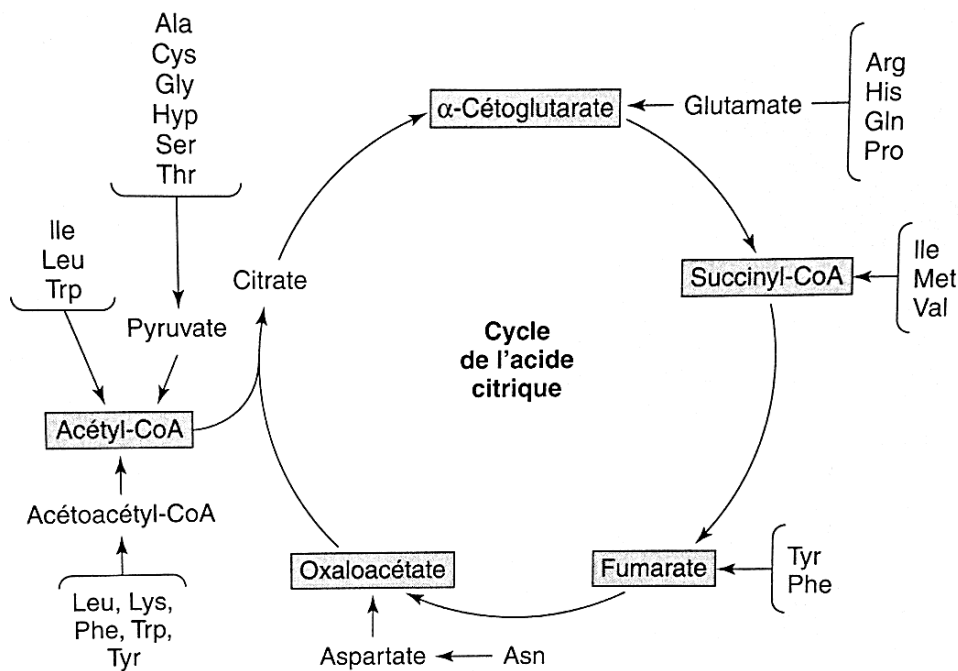 Ala
Cys
Gly
Hyp
Ser
Thr
Arg
His
Gln
Pro
α-Cétoglutarate
Glutamate
Ile
Leu
Trp
Citrate
Succinyl-CoA
Ile
Met
Val
Pyruvate
Cycle
de l'acide
citrique
Acétyl-CoA
Acétoacétyl-CoA
Oxaloacétate
Fumarate
Tyr
Phe
Leu, Lys,
Phe, Trp,
Tyr
Aspartate
Asn